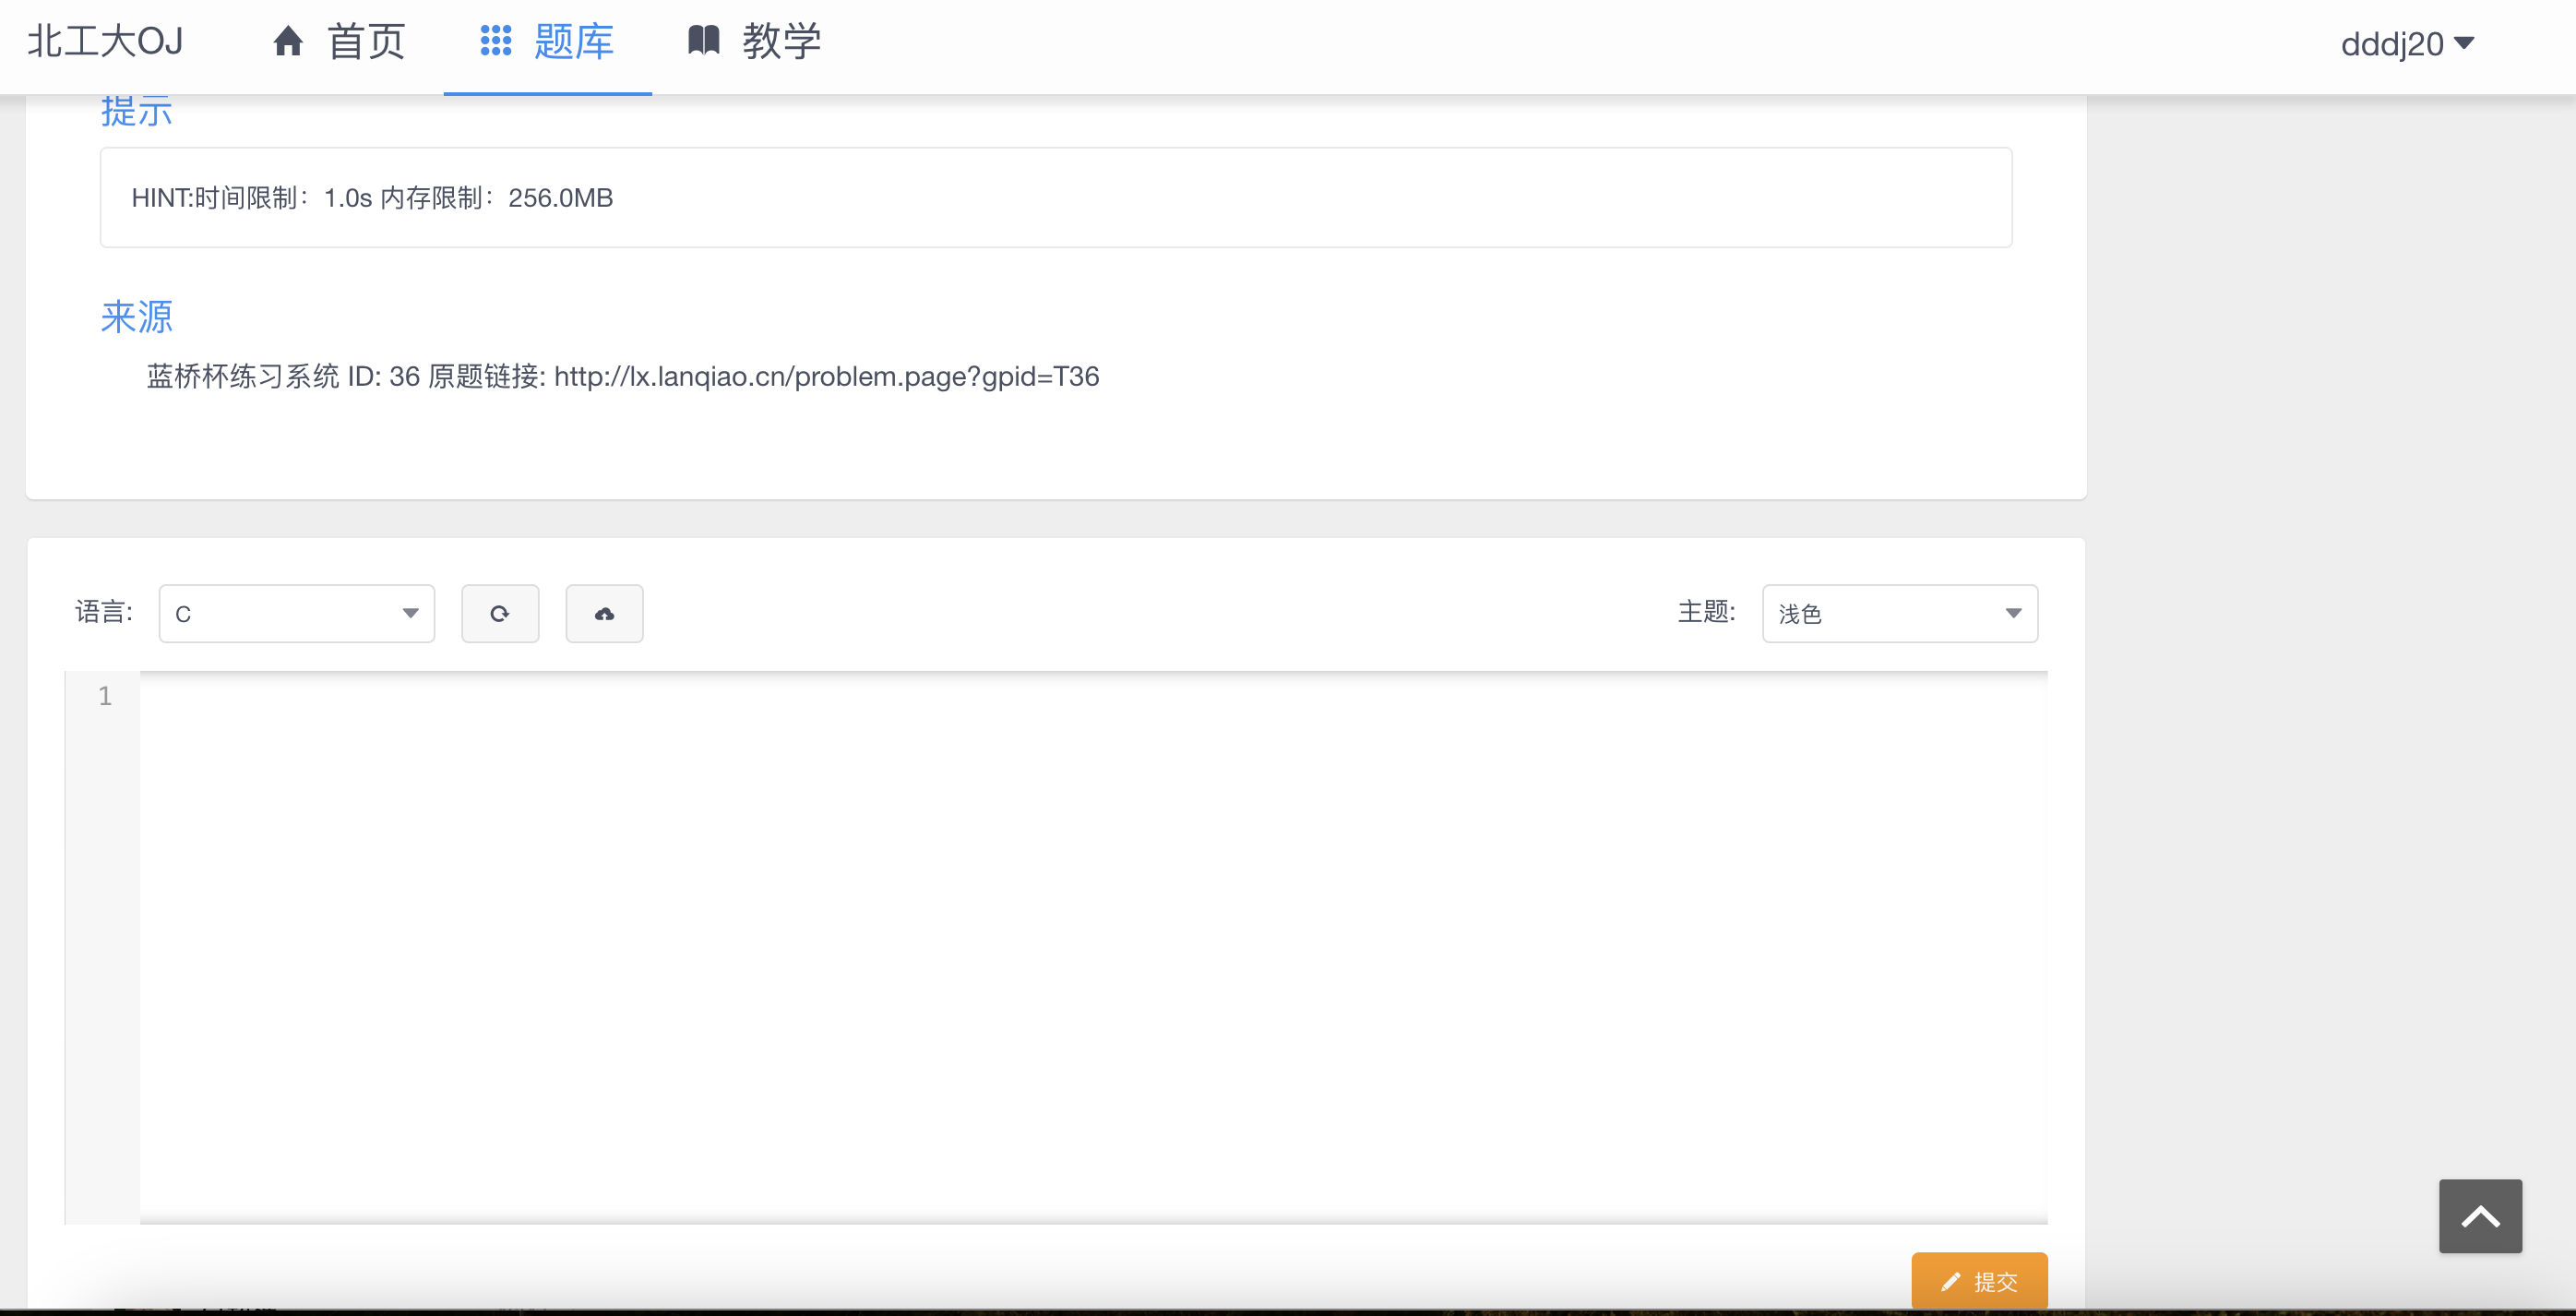 北工大OJ 首页 题库 教学 dddj20
提示
HINT:时间限制：1.0s 内存限制：256.0MB
来源
蓝桥杯练习系统 ID: 36 原题链接: http://lx.lanqiao.cn/problem.page?gpid=T36
语言: C 主题: 浅色
1
提交